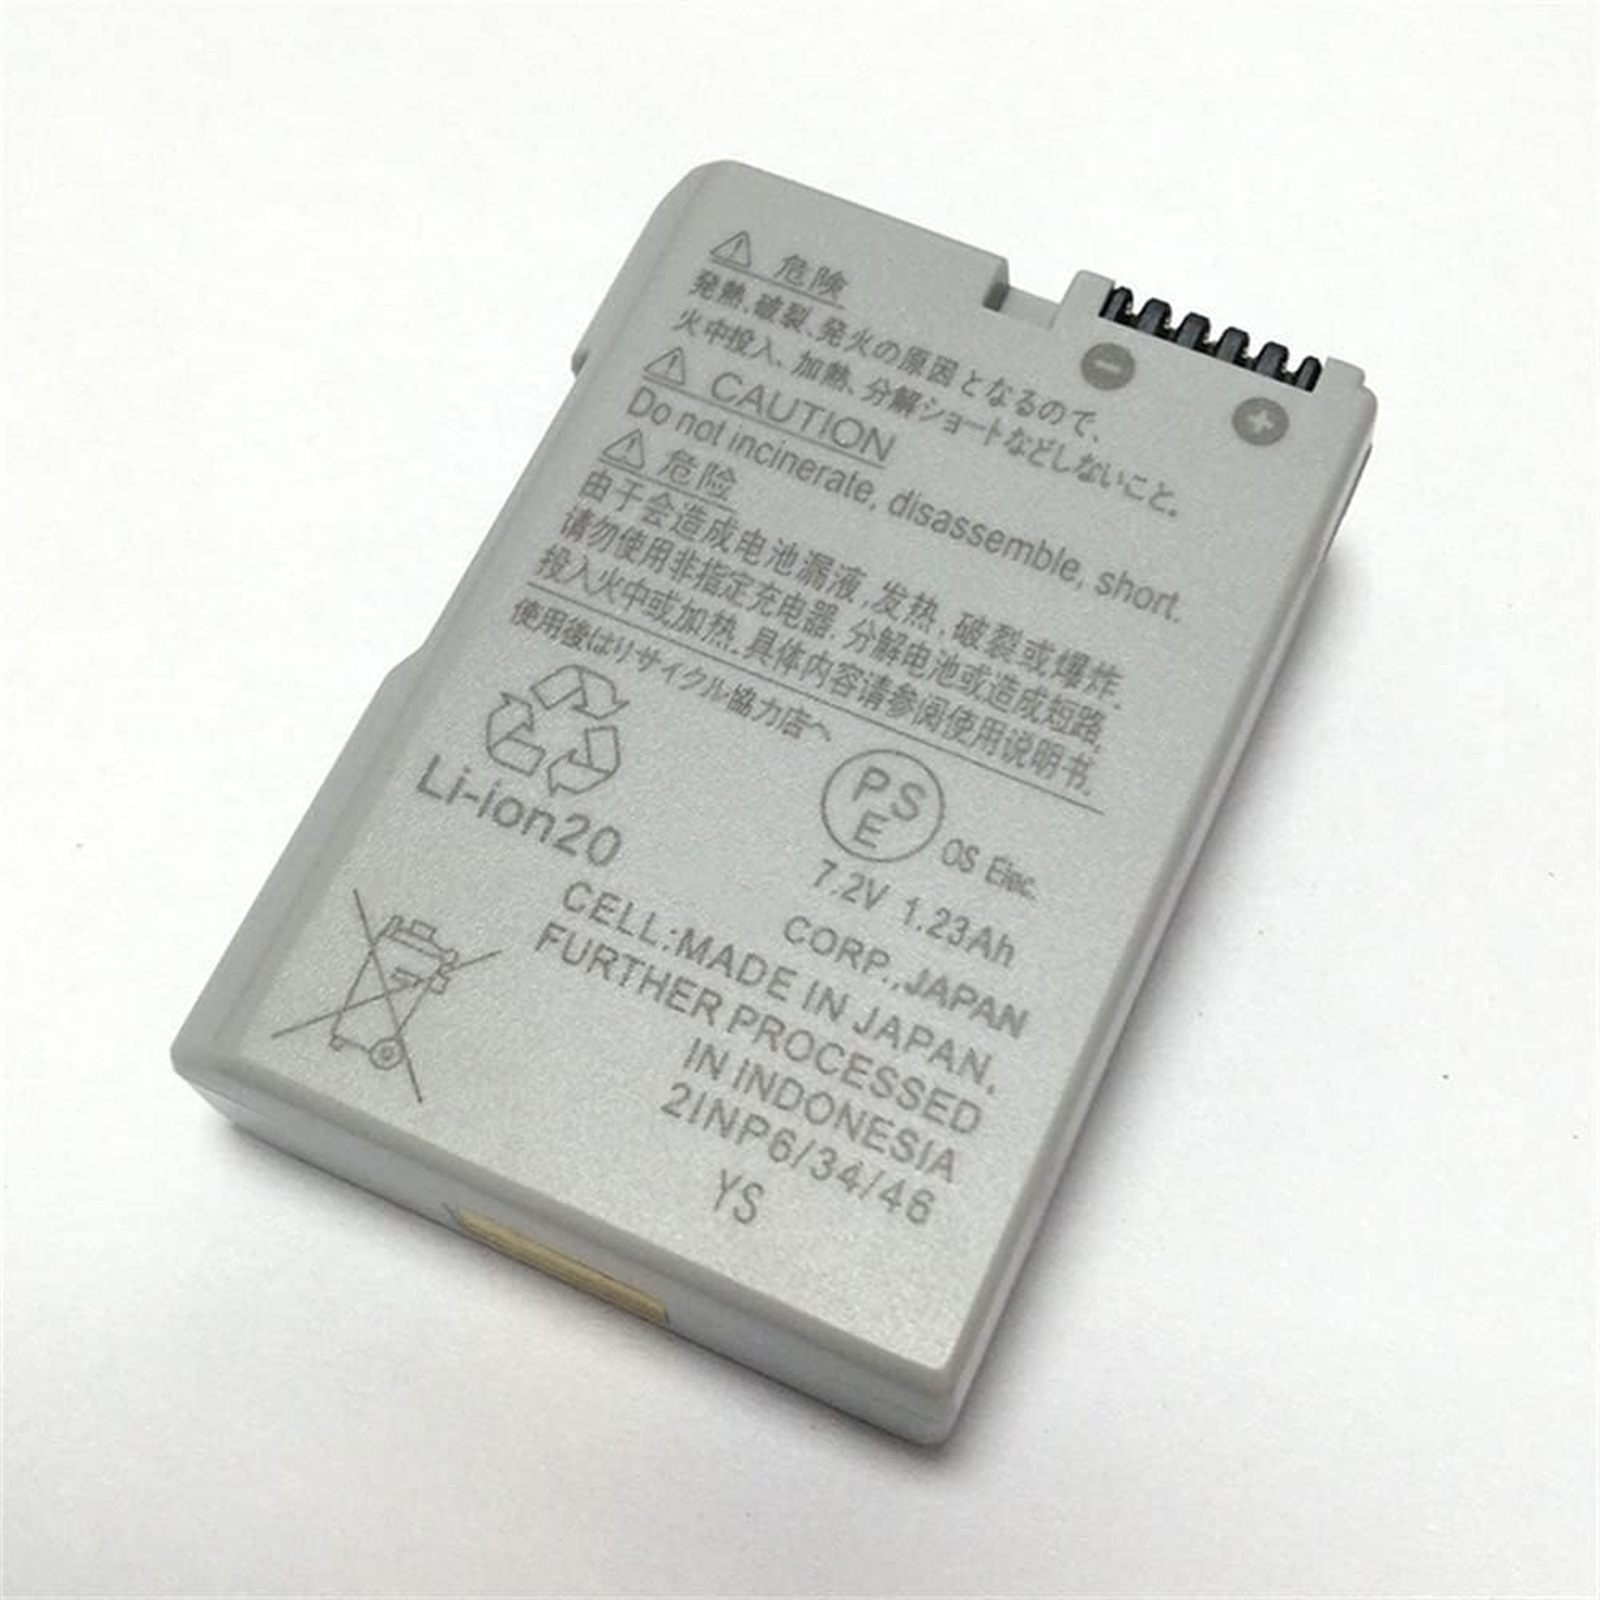 危険
発熱、破裂、発火の原因となるので、
火中投入、加熱、分解ショートなどしないこと。
CAUTION
Do not incinerate, disassemble, short.
危险
由于会造成电池漏液,发热,破裂或爆炸.
请勿使用非指定充电器.分解电池或造成短路,
投入火中或加热.具体内容请参阅使用说明书.
使用後はリサイクル協力店へ
Li-ion20
PSE
OS Elec.
7.2V 1.23Ah
CORP.,JAPAN
CELL:MADE IN JAPAN,
FURTHER PROCESSED
IN INDONESIA
2INP6/34/46
YS